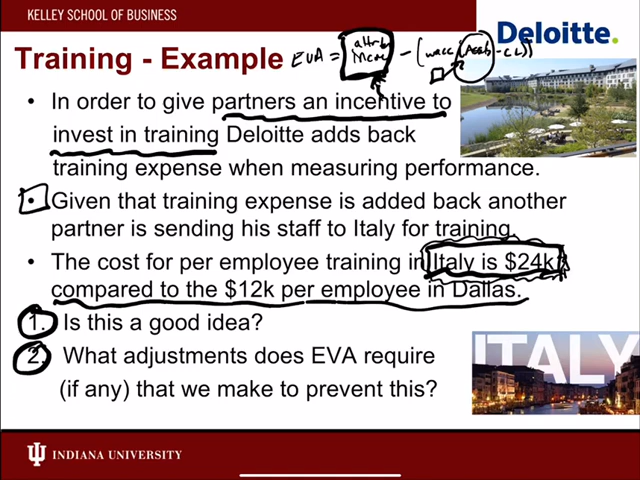 KELLEY SCHOOL OF BUSINESS
Deloitte.
Training - Example
EVA =
- (WACC (Assets - CL))
• In order to give partners an incentive to
invest in training Deloitte adds back
training expense when measuring performance.
• Given that training expense is added back another
partner is sending his staff to Italy for training.
• The cost for per employee training in Italy is $24k
compared to the $12k per employee in Dallas.
1. Is this a good idea?
2. What adjustments does EVA require
(if any) that we make to prevent this?
ITALY
INDIANA UNIVERSITY